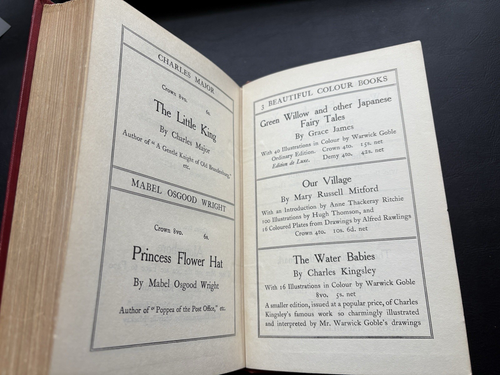 CHARLES MAJOR
Crown 8vo. 6s.
The Little King
By Charles Major
Author of "A Gentle Knight of Old Brandenburg,"
etc.
MABEL OSGOOD WRIGHT
Crown 8vo. 6s.
Princess Flower Hat
By Mabel Osgood Wright
Author of "Poppea of the Post Office," etc.
3 BEAUTIFUL COLOUR BOOKS
Green Willow and other Japanese
Fairy Tales
By Grace James
With 40 Illustrations in Colour by Warwick Goble
Ordinary Edition. Crown 4to. 15s. net
Edition de Luxe. Demy 4to. 42s. net
Our Village
By Mary Russell Mitford
With an Introduction by Anne Thackeray Ritchie
100 Illustrations by Hugh Thomson, and
16 Coloured Plates from Drawings by Alfred Rawlings
Crown 4to. 10s. 6d. net
The Water Babies
By Charles Kingsley
With 16 Illustrations in Colour by Warwick Goble
8vo. 5s. net
A smaller edition, issued at a popular price, of Charles
Kingsley's famous work so charmingly illustrated
and interpreted by Mr. Warwick Goble's drawings